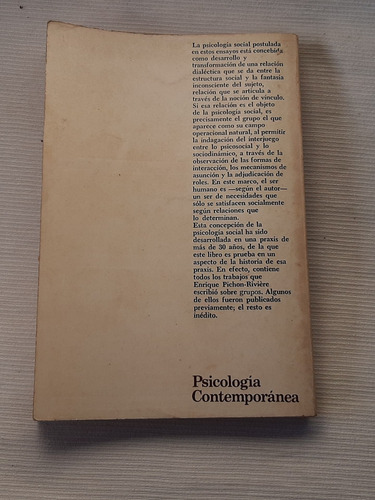 La psicología social postulada
en estos ensayos está concebida
como desarrollo y
transformación de una relación
dialéctica que se da entre la
estructura social y la fantasía
inconsciente del sujeto,
relación que se articula a
través de la noción de vínculo.
Si esa relación es el objeto
de la psicología social, es
precisamente el grupo el que
aparece como su campo
operacional natural, al permitir
la indagación del interjuego
entre lo psicosocial y lo
sociodinámico, a través de la
observación de las formas de
interacción, los mecanismos de
asunción y la adjudicación de
roles. En este marco, el ser
humano es —según el autor—
un ser de necesidades que
sólo se satisfacen socialmente
según relaciones que
lo determinan.
Esta concepción de la
psicología social ha sido
desarrollada en una praxis de
más de 30 años, de la que
este libro es prueba en un
aspecto de la historia de esa
praxis. En efecto, contiene
todos los trabajos que
Enrique Pichon-Rivière
escribió sobre grupos. Algunos
de ellos fueron publicados
previamente; el resto es
inédito.
Psicología
Contemporánea